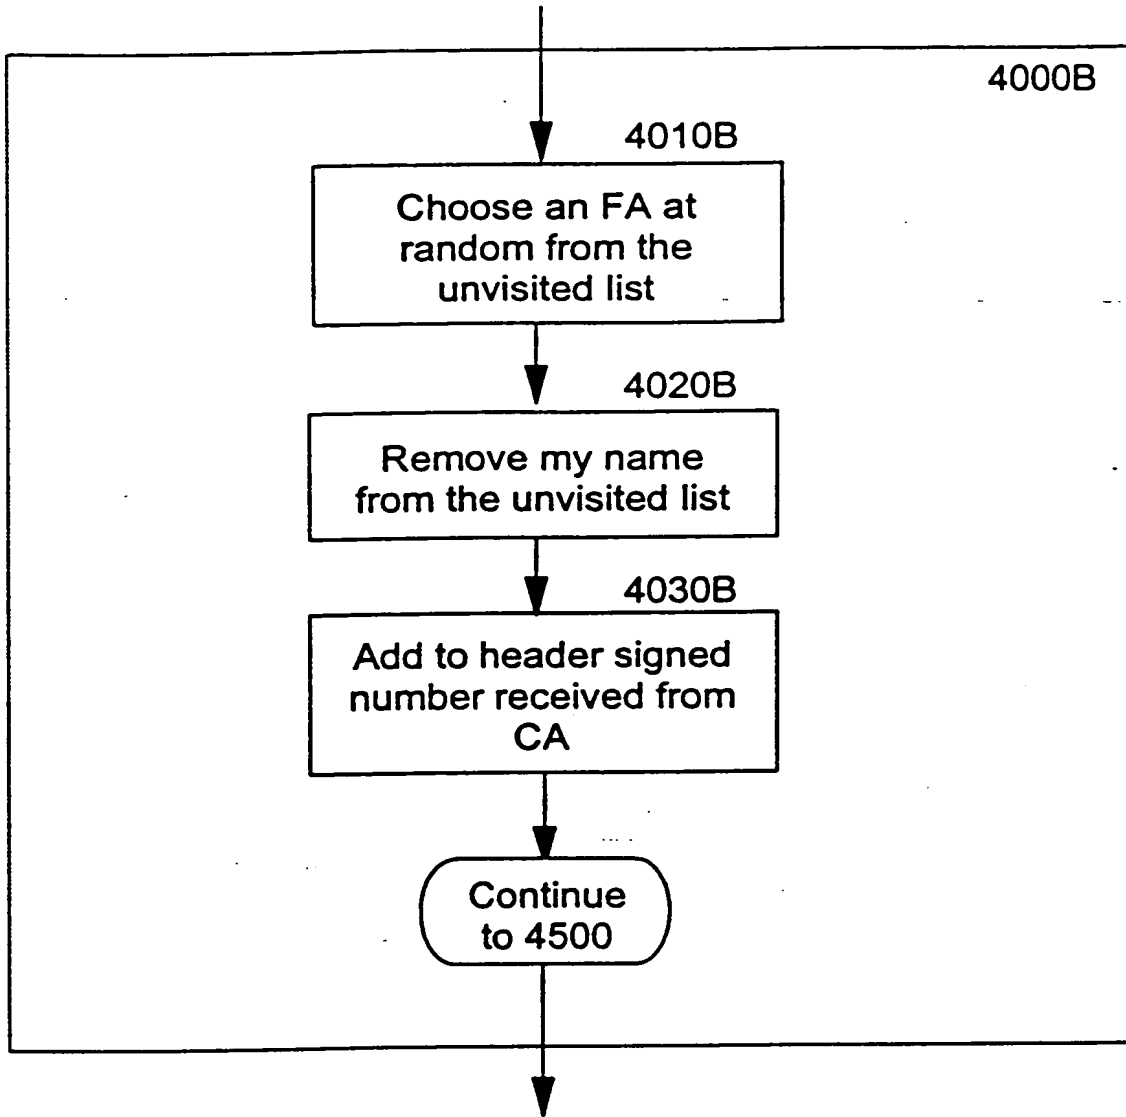 4000B
4010B
Choose an FA at
random from the
unvisited list
4020B
Remove my name
from the unvisited list
4030B
Add to header signed
number received from
CA
Continue
to 4500